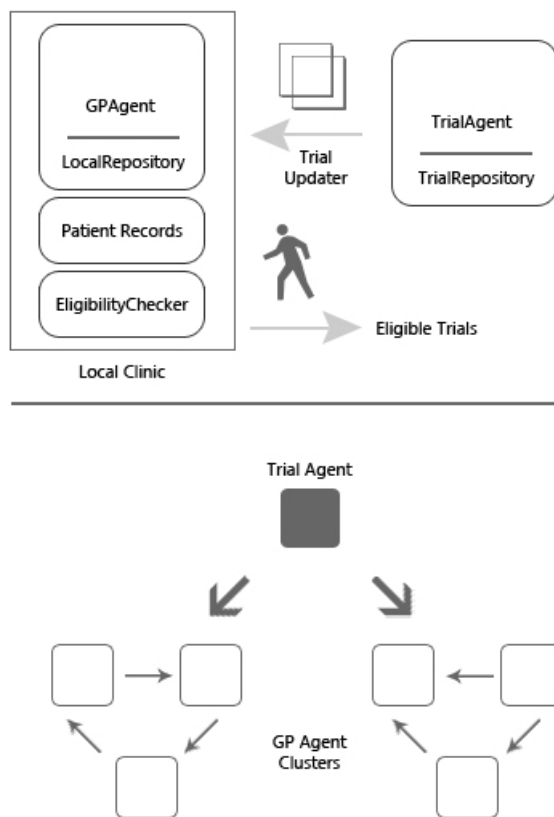 GPAgent
LocalRepository
Patient Records
EligibilityChecker
Local Clinic
Trial
Updater
TrialAgent
TrialRepository
Eligible Trials
Trial Agent
GP Agent
Clusters